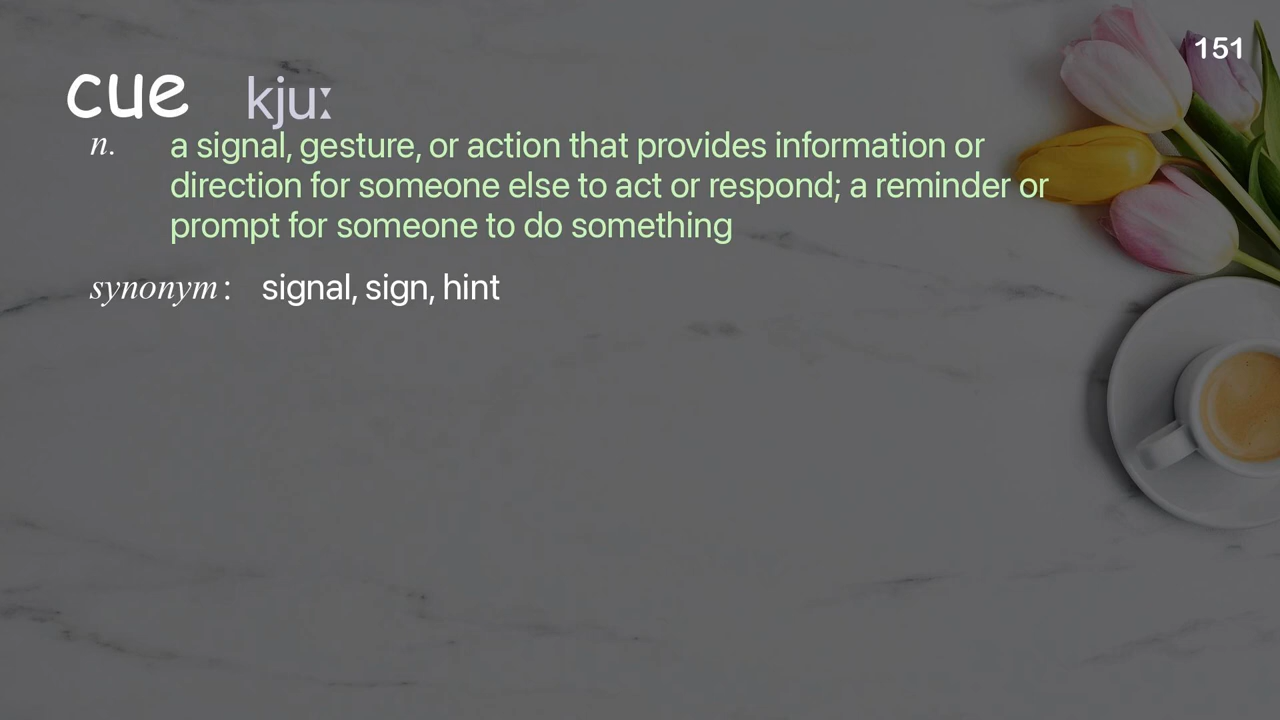 151
cue kjuː
n. a signal, gesture, or action that provides information or
direction for someone else to act or respond; a reminder or
prompt for someone to do something
synonym: signal, sign, hint